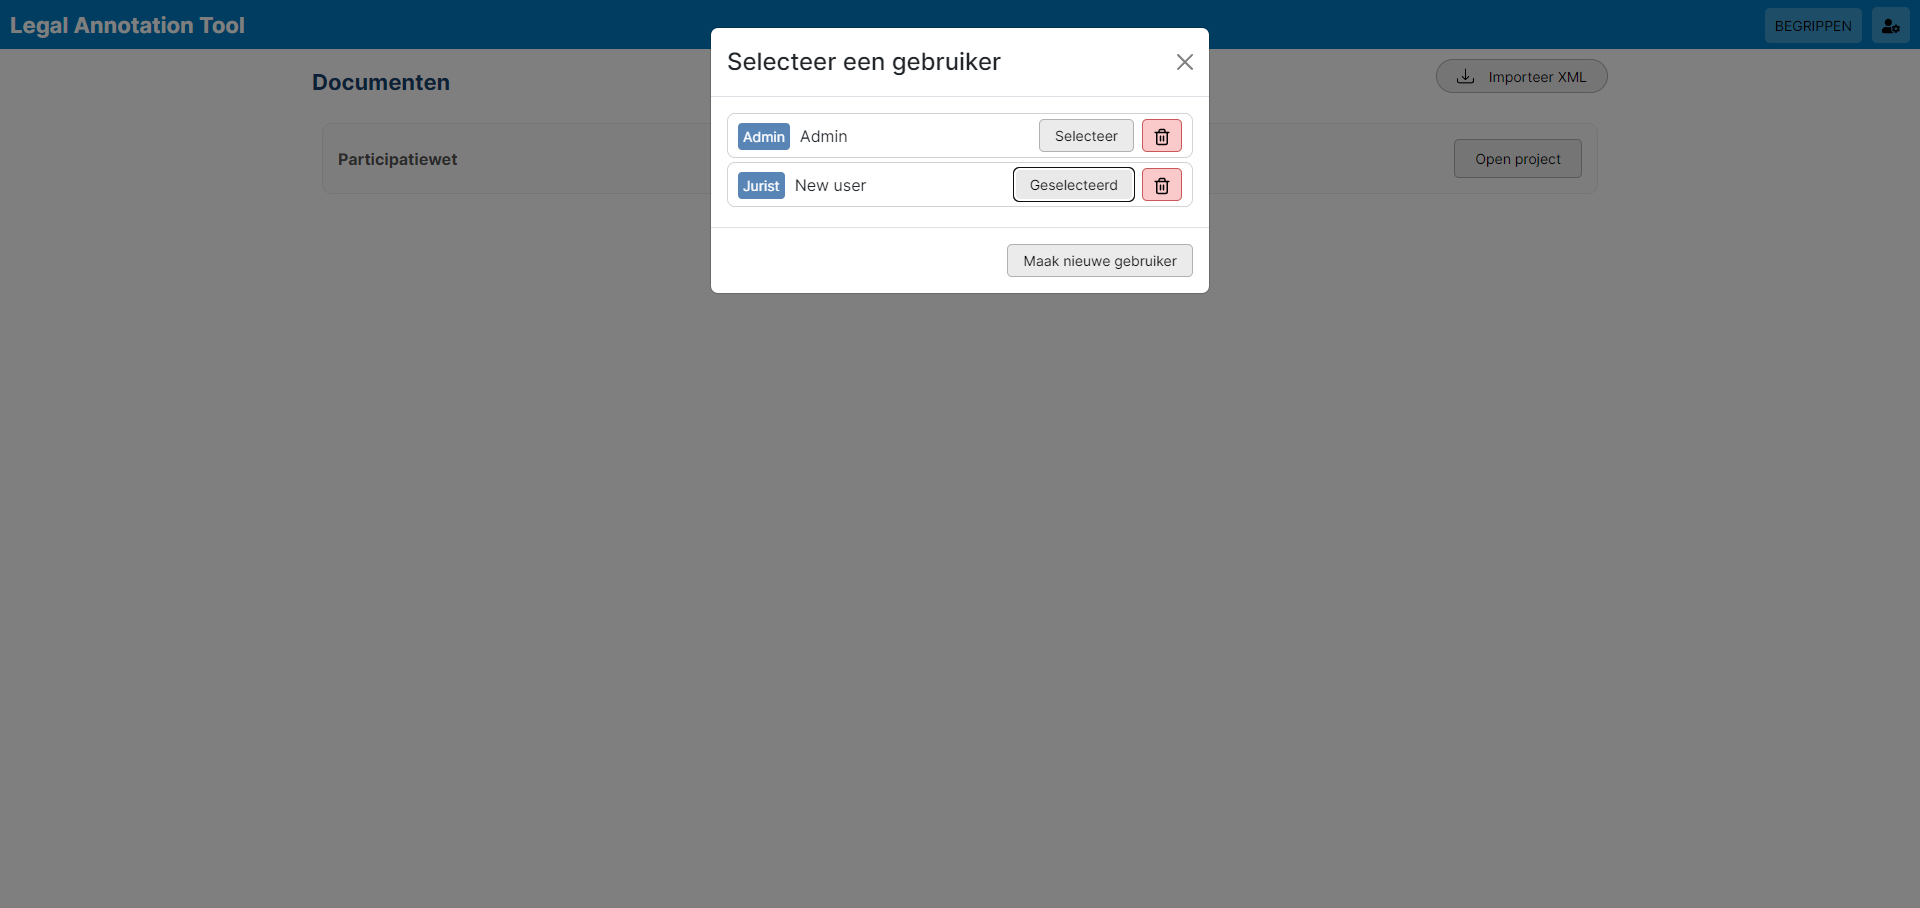 Legal Annotation Tool
BEGRIPPEN
Selecteer een gebruiker
Documenten
Importeer XML
Admin Admin Selecteer
Participatiewet
Open project
Jurist New user Geselecteerd
Maak nieuwe gebruiker